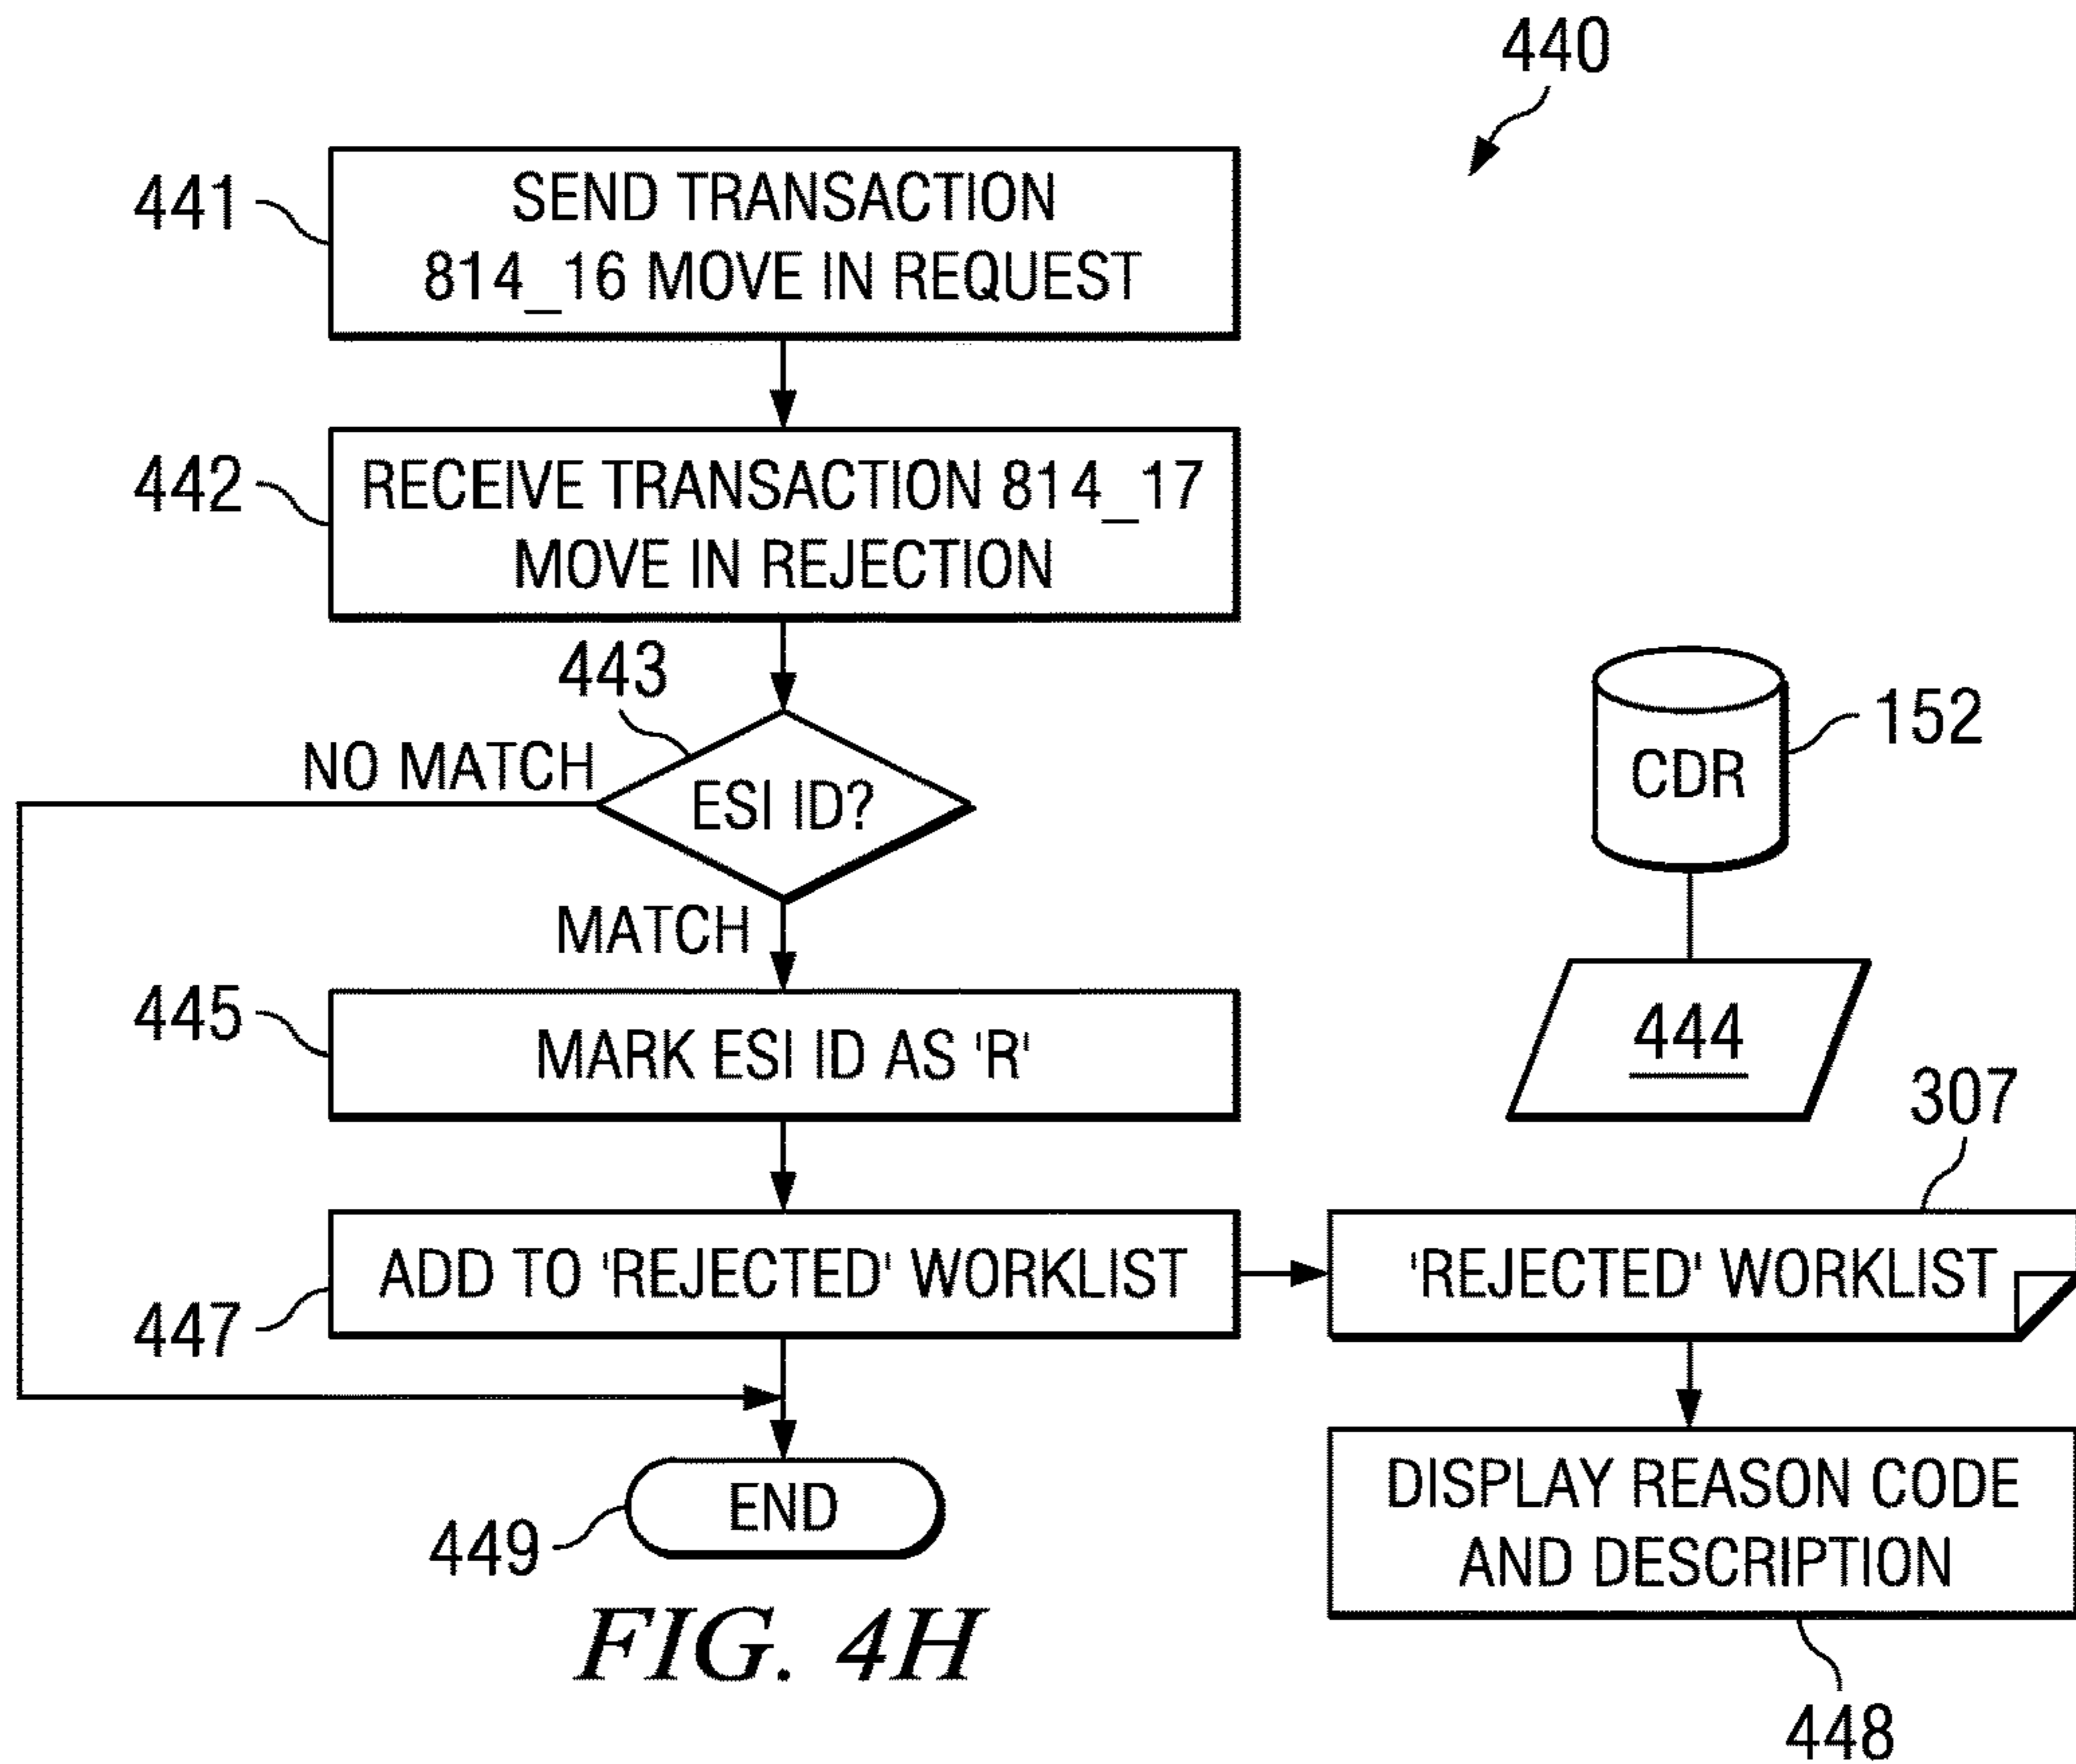 440
441
SEND TRANSACTION
814_16 MOVE IN REQUEST
442
RECEIVE TRANSACTION 814_17
MOVE IN REJECTION
443
NO MATCH
ESI ID?
MATCH
CDR
152
444
445
MARK ESI ID AS 'R'
447
ADD TO 'REJECTED' WORKLIST
307
'REJECTED' WORKLIST
DISPLAY REASON CODE
AND DESCRIPTION
448
END
449
FIG. 4H